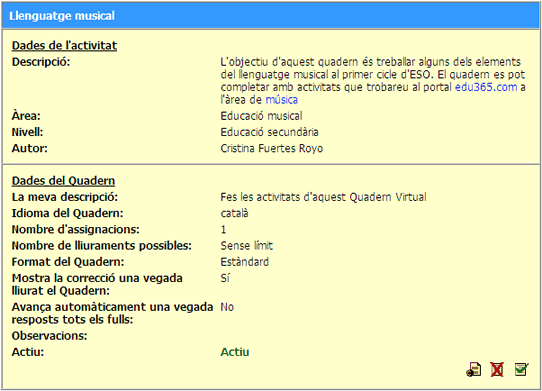 Llenguatge musical
Dades de l'activitat
Descripció: L'objectiu d'aquest quadern és treballar alguns dels elements
del llenguatge musical al primer cicle d'ESO. El quadern es pot
completar amb activitats que trobareu al portal edu365.com a
l'àrea de música
Àrea: Educació musical
Nivell: Educació secundària
Autor: Cristina Fuertes Royo
Dades del Quadern
La meva descripció: Fes les activitats d'aquest Quadern Virtual
Idioma del Quadern: català
Nombre d'assignacions: 1
Nombre de lliuraments possibles: Sense límit
Format del Quadern: Estàndard
Mostra la correcció una vegada Sí
lliurat el Quadern:
Avança automàticament una vegada No
resposts tots els fulls:
Observacions:
Actiu: Actiu